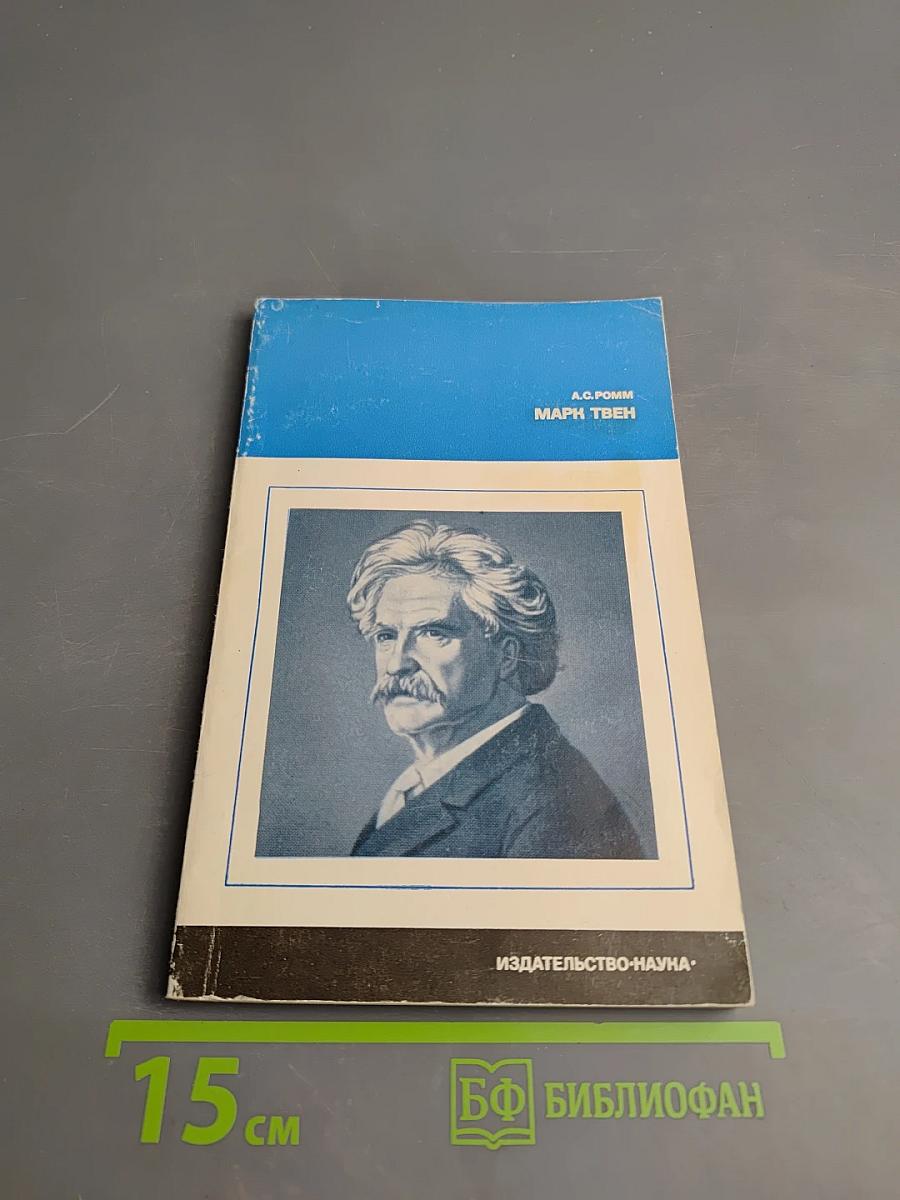 А.С.РОММ
МАРК ТВЕН
ИЗДАТЕЛЬСТВО·НАУКА·
15 см
БФ БИБЛИОФАН